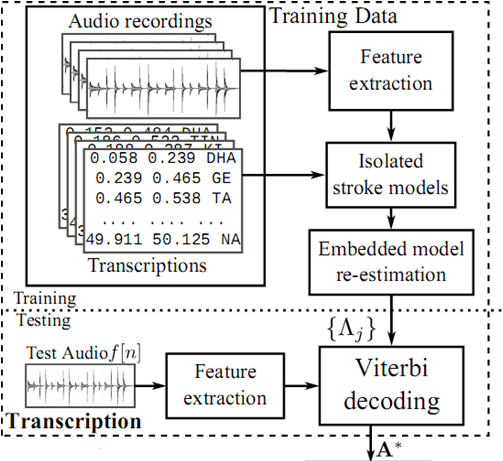 Training Data
Audio recordings
Feature
extraction
0.058 0.239 DHA
0.239 0.465 GE
0.465 0.538 TA
.... .... ...
49.911 50.125 NA
Transcriptions
Isolated
stroke models
Embedded model
re-estimation
Training
Testing
{Λj}
Test Audio f[n]
Feature
extraction
Viterbi
decoding
Transcription
A*